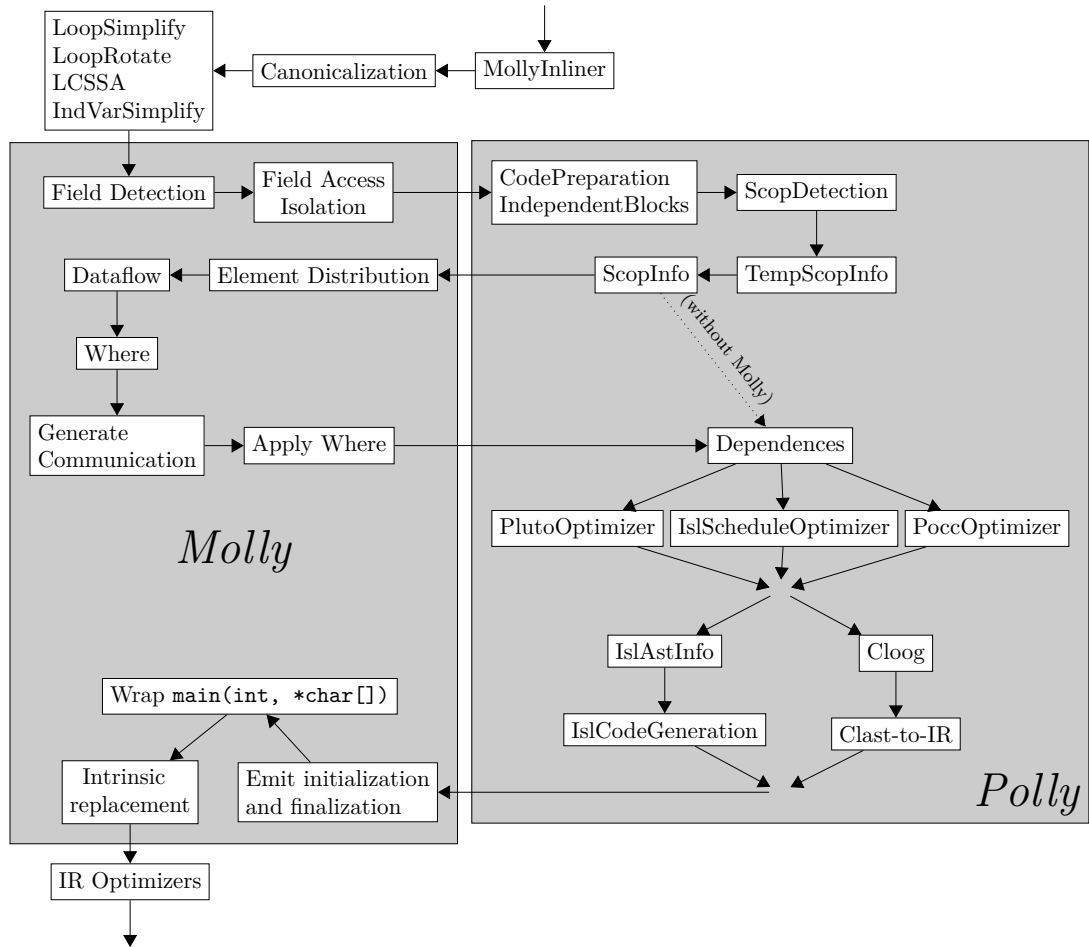 LoopSimplify
LoopRotate
LCSSA
IndVarSimplify
Canonicalization
MollyInliner
Field Detection
Field Access
Isolation
CodePreparation
IndependentBlocks
ScopDetection
Dataflow
Element Distribution
ScopInfo
TempScopInfo
(without Molly)
Where
Generate
Communication
Apply Where
Dependences
PlutoOptimizer
IslScheduleOptimizer
PoccOptimizer
Molly
IslAstInfo
Cloog
Wrap main(int, *char[])
IslCodeGeneration
Clast-to-IR
Intrinsic
replacement
Emit initialization
and finalization
Polly
IR Optimizers